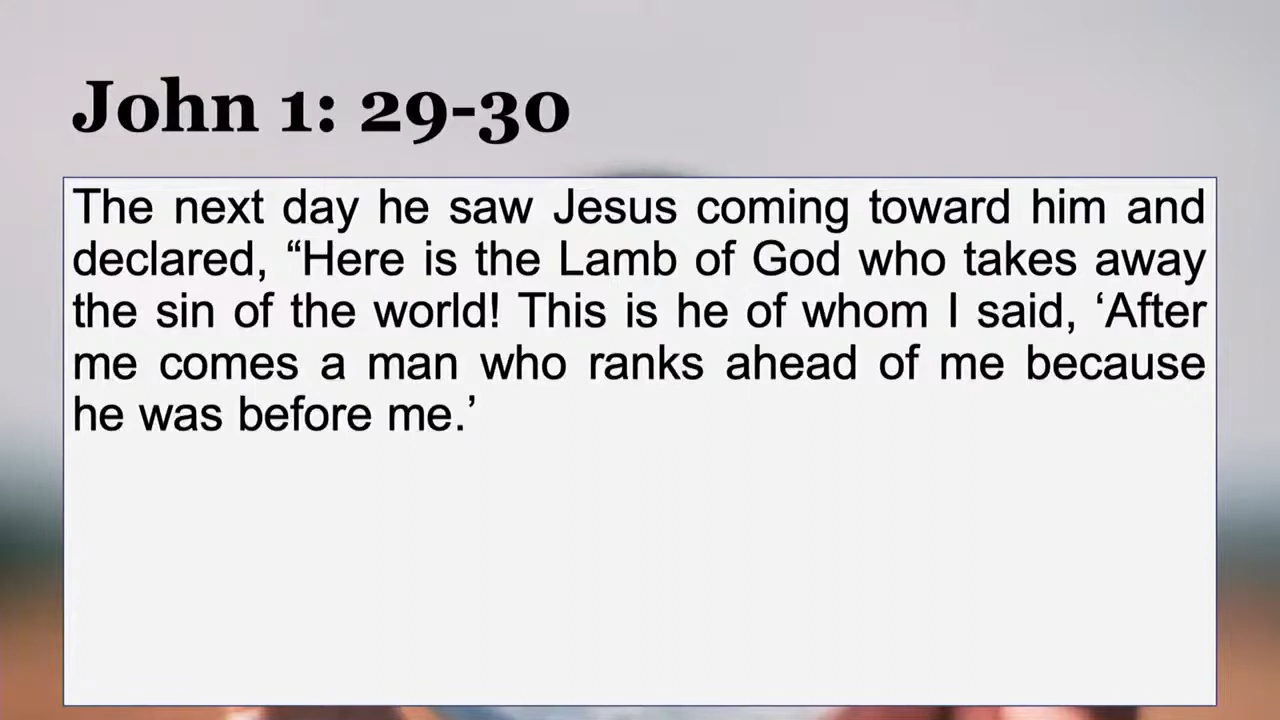 John 1: 29-30
The next day he saw Jesus coming toward him and
declared, “Here is the Lamb of God who takes away
the sin of the world! This is he of whom I said, ‘After
me comes a man who ranks ahead of me because
he was before me.’